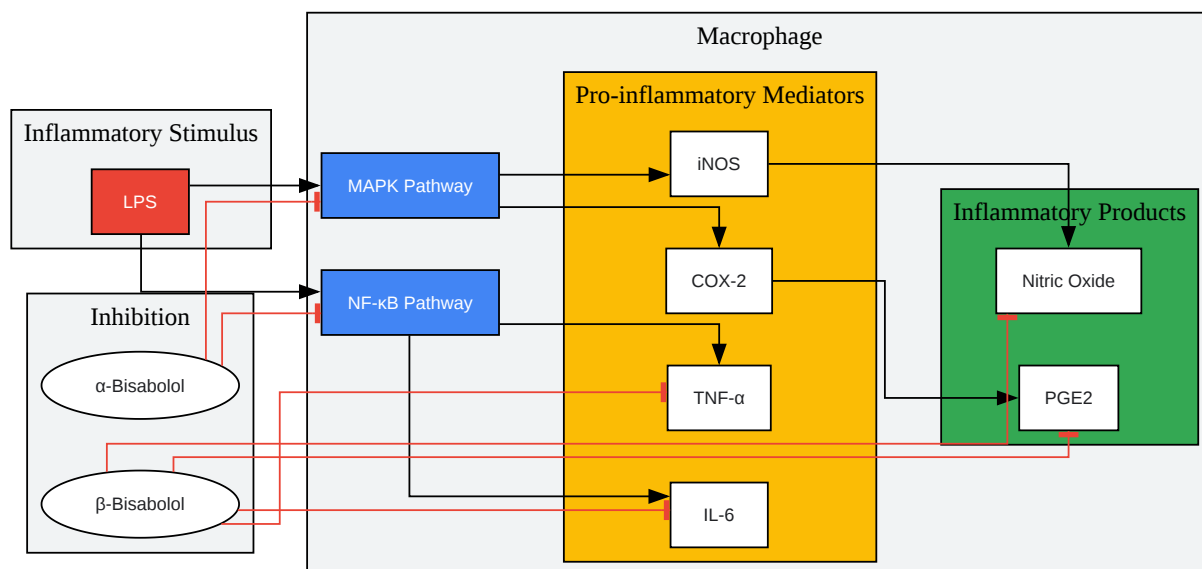 Macrophage
Pro-inflammatory Mediators
Inflammatory Stimulus
iNOS
MAPK Pathway
LPS
Inflammatory Products
COX-2
Nitric Oxide
NF-κB Pathway
Inhibition
α-Bisabolol
TNF-α
PGE2
β-Bisabolol
IL-6